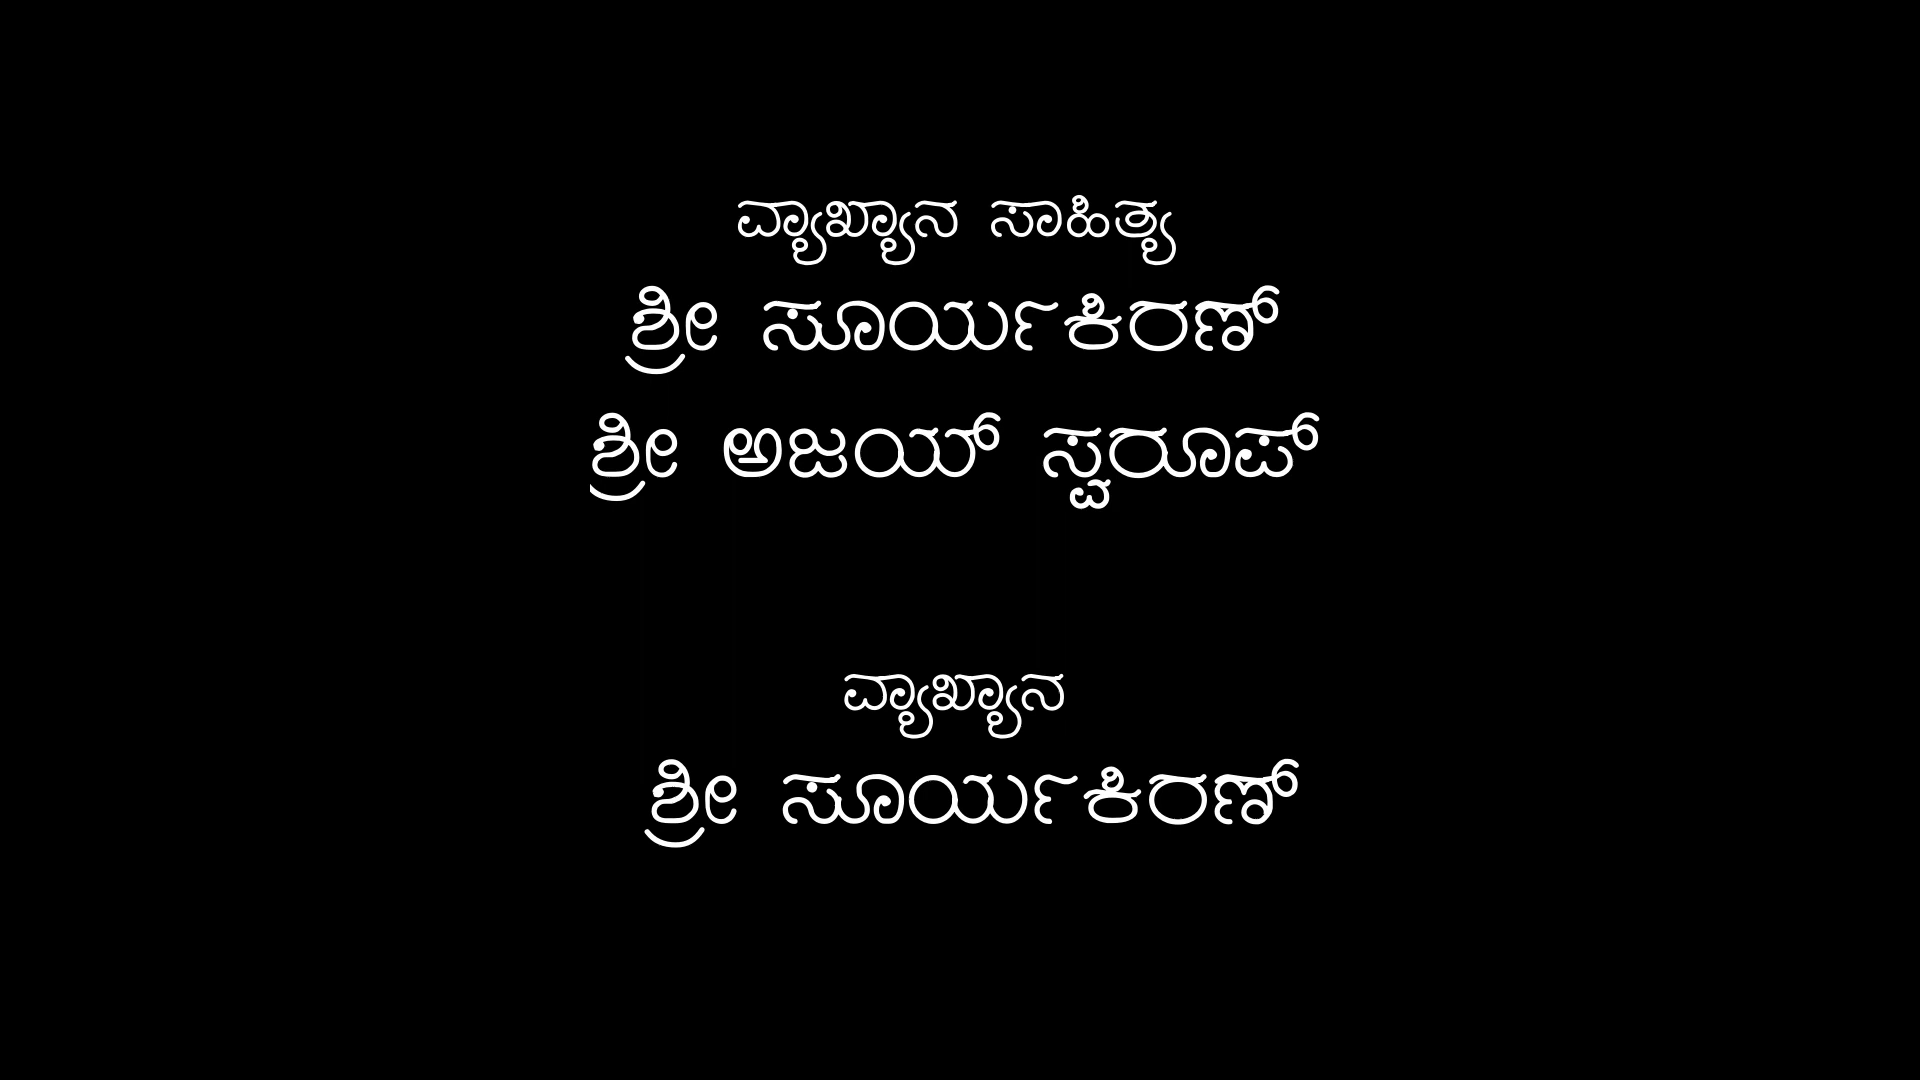 ವ್ಯಾಖ್ಯಾನ ಸಾಹಿತ್ಯ
ಶ್ರೀ ಸೂರ್ಯಕಿರಣ್
ಶ್ರೀ ಅಜಯ್ ಸ್ವರೂಪ್
ವ್ಯಾಖ್ಯಾನ
ಶ್ರೀ ಸೂರ್ಯಕಿರಣ್